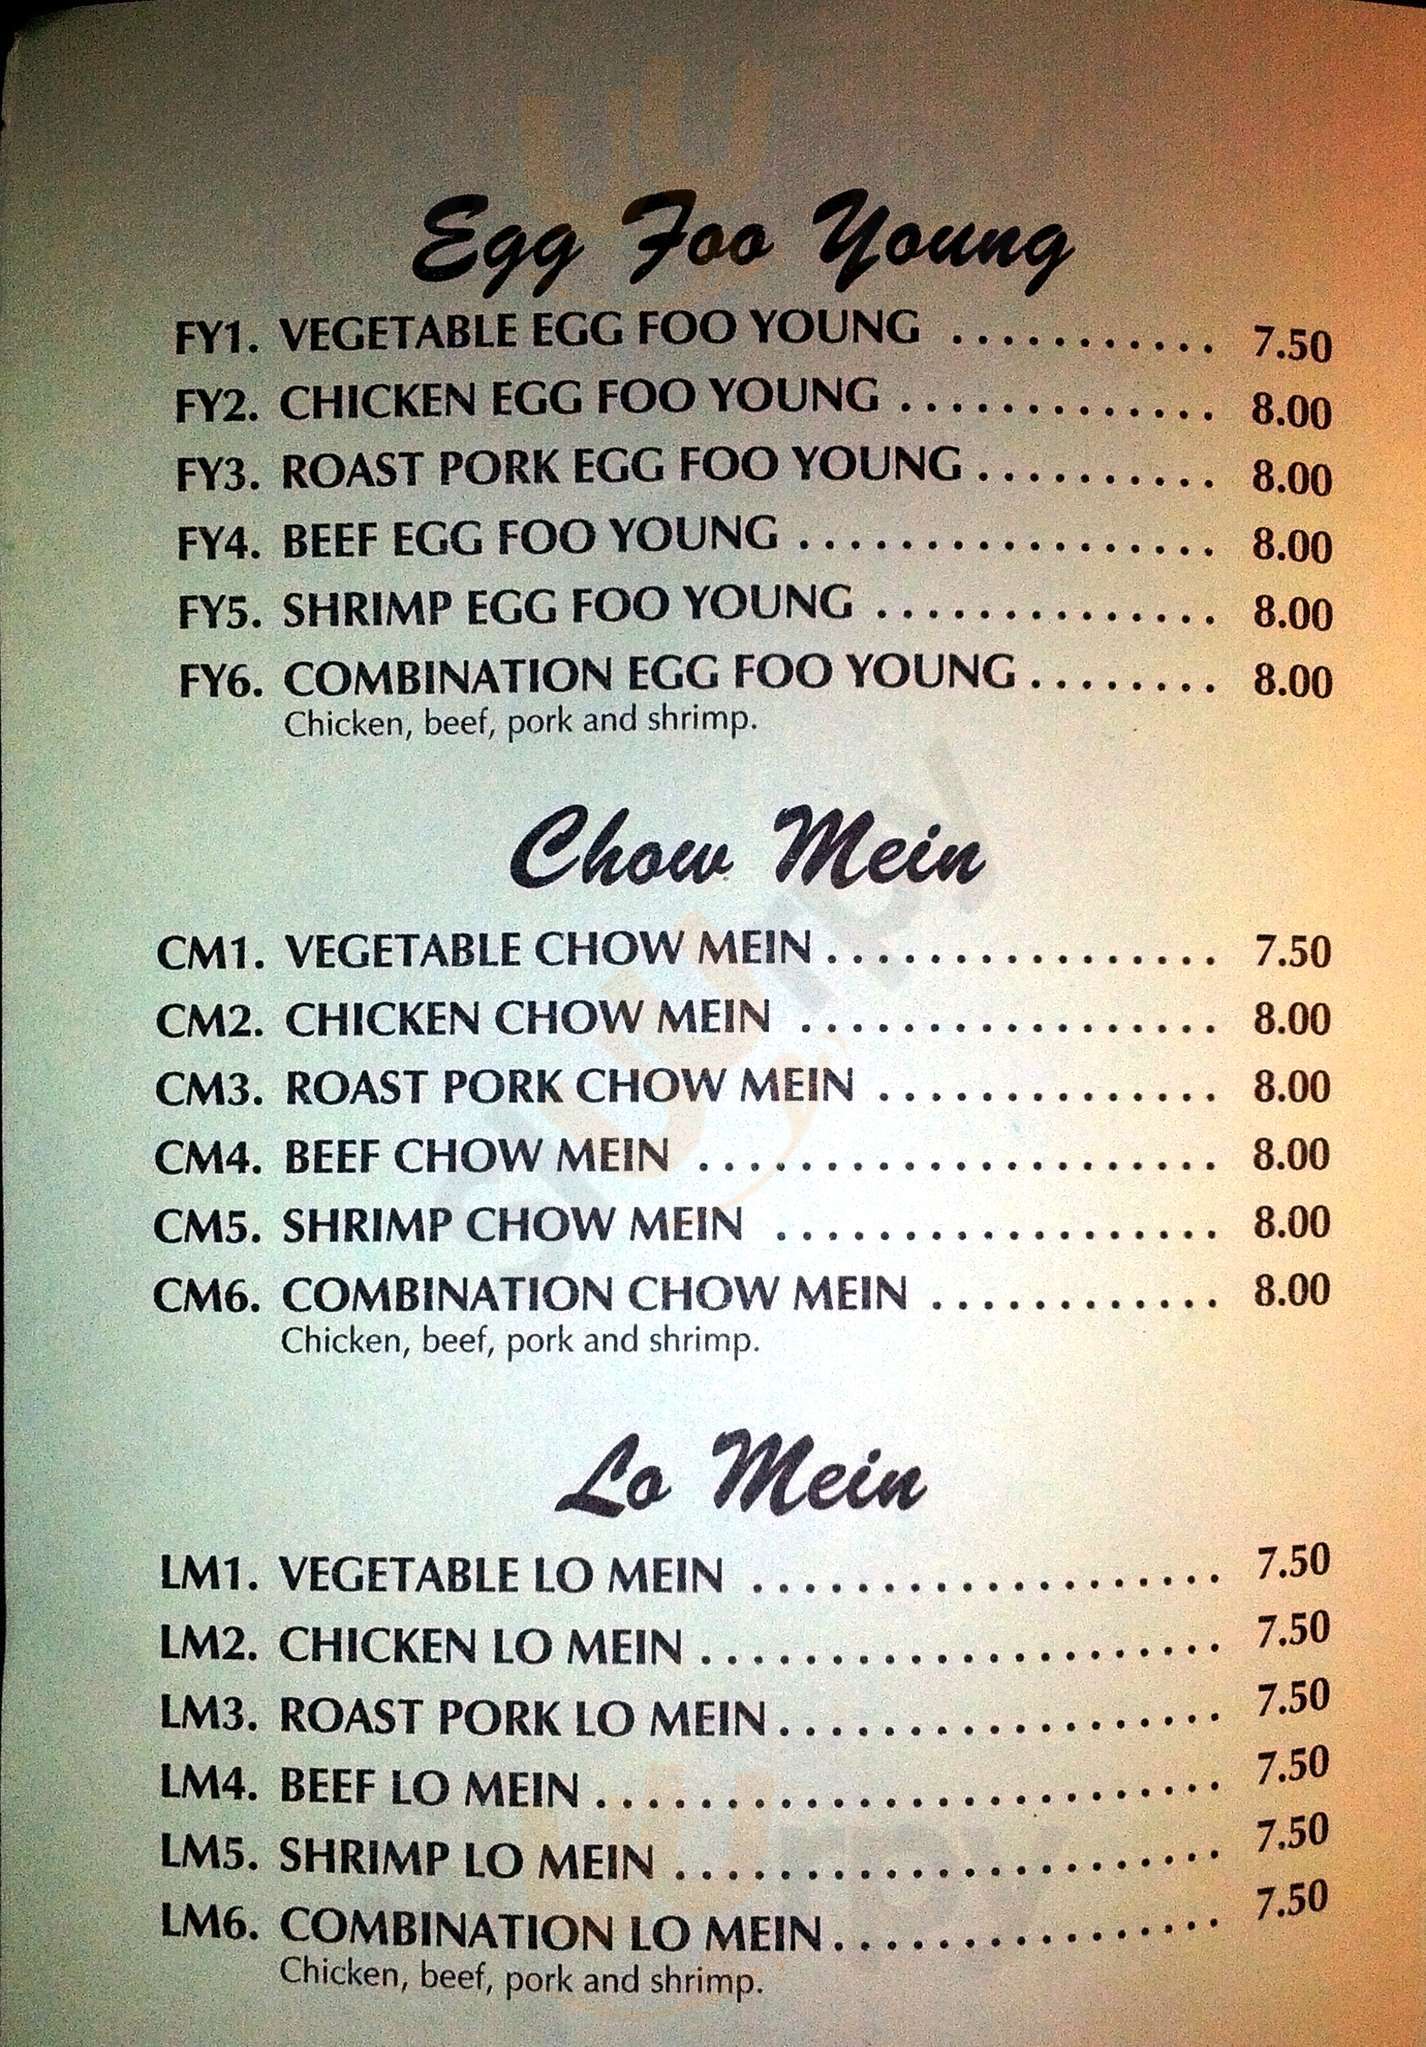 Egg Foo Young
FY1. VEGETABLE EGG FOO YOUNG ........... 7.50
FY2. CHICKEN EGG FOO YOUNG ............. 8.00
FY3. ROAST PORK EGG FOO YOUNG .......... 8.00
FY4. BEEF EGG FOO YOUNG ................. 8.00
FY5. SHRIMP EGG FOO YOUNG .............. 8.00
FY6. COMBINATION EGG FOO YOUNG ........ 8.00
Chicken, beef, pork and shrimp.
Chow Mein
CM1. VEGETABLE CHOW MEIN ................ 7.50
CM2. CHICKEN CHOW MEIN ................. 8.00
CM3. ROAST PORK CHOW MEIN .............. 8.00
CM4. BEEF CHOW MEIN ..................... 8.00
CM5. SHRIMP CHOW MEIN .................. 8.00
CM6. COMBINATION CHOW MEIN ............ 8.00
Chicken, beef, pork and shrimp.
Lo Mein
LM1. VEGETABLE LO MEIN ................... 7.50
LM2. CHICKEN LO MEIN ..................... 7.50
LM3. ROAST PORK LO MEIN .................. 7.50
LM4. BEEF LO MEIN ......................... 7.50
LM5. SHRIMP LO MEIN ...................... 7.50
LM6. COMBINATION LO MEIN ................ 7.50
Chicken, beef, pork and shrimp.